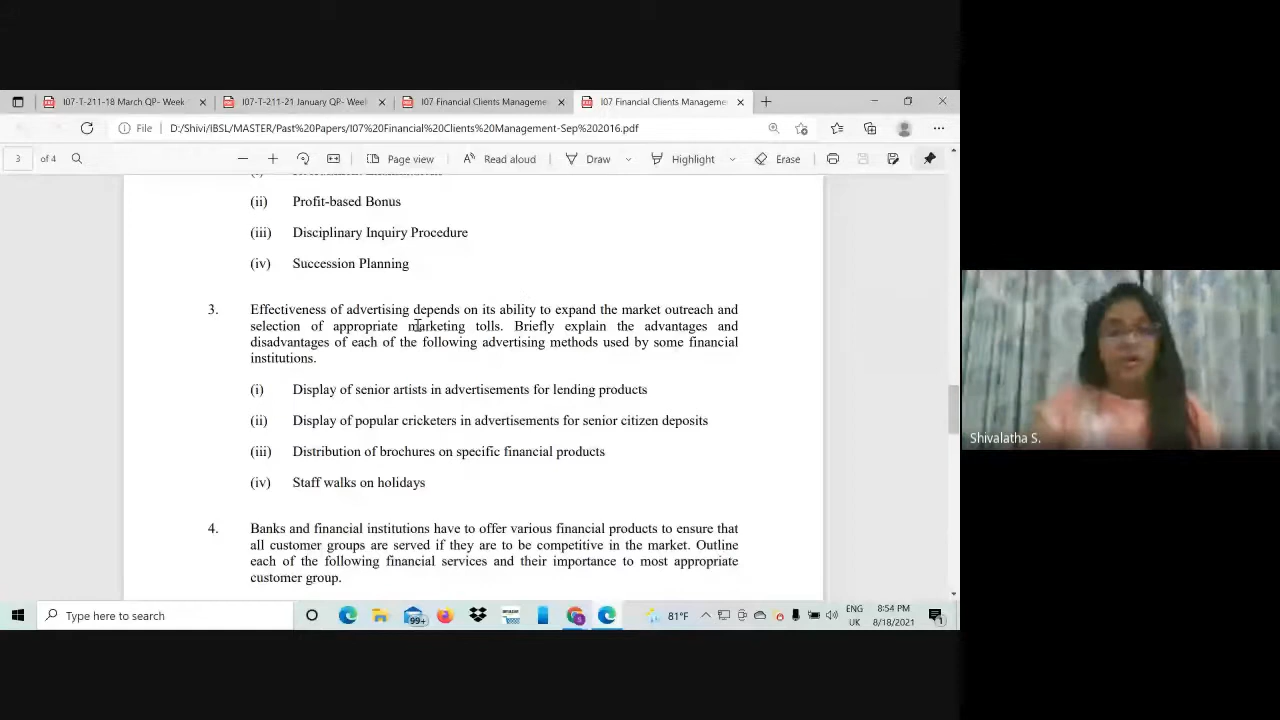 I07-T-211-18 March QP- Week
I07-T-211-21 January QP- Weel
I07 Financial Clients Manageme
I07 Financial Clients Manageme
File
D:/Shivi/IBSL/MASTER/Past%20Papers/I07%20Financial%20Clients%20Management-Sep%202016.pdf
3 of 4
Page view
Read aloud
Draw
Highlight
Erase
(ii) Profit-based Bonus
(iii) Disciplinary Inquiry Procedure
(iv) Succession Planning
3. Effectiveness of advertising depends on its ability to expand the market outreach and
selection of appropriate marketing tolls. Briefly explain the advantages and
disadvantages of each of the following advertising methods used by some financial
institutions.
(i) Display of senior artists in advertisements for lending products
(ii) Display of popular cricketers in advertisements for senior citizen deposits
(iii) Distribution of brochures on specific financial products
(iv) Staff walks on holidays
4. Banks and financial institutions have to offer various financial products to ensure that
all customer groups are served if they are to be competitive in the market. Outline
each of the following financial services and their importance to most appropriate
customer group.
Shivalatha S.
Type here to search
99+
amazon
81°F
ENG
UK
8:54 PM
8/18/2021
1